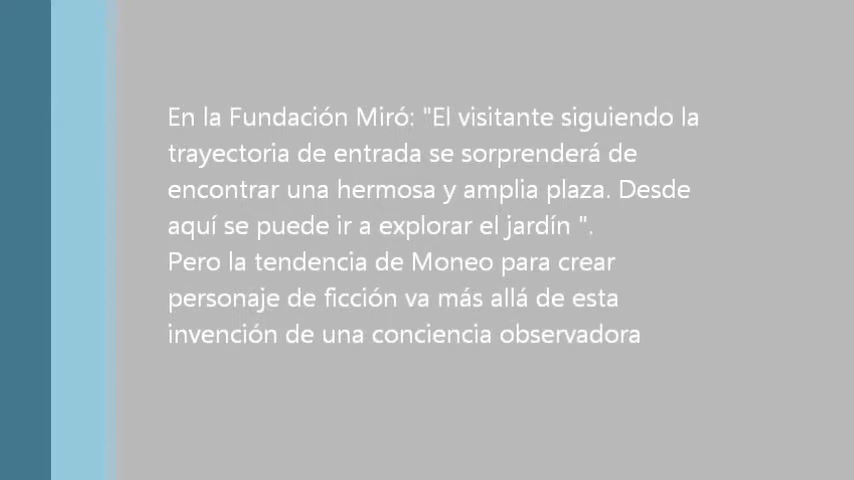 En la Fundación Miró: "El visitante siguiendo la
trayectoria de entrada se sorprenderá de
encontrar una hermosa y amplia plaza. Desde
aquí se puede ir a explorar el jardín ".
Pero la tendencia de Moneo para crear
personaje de ficción va más allá de esta
invención de una conciencia observadora